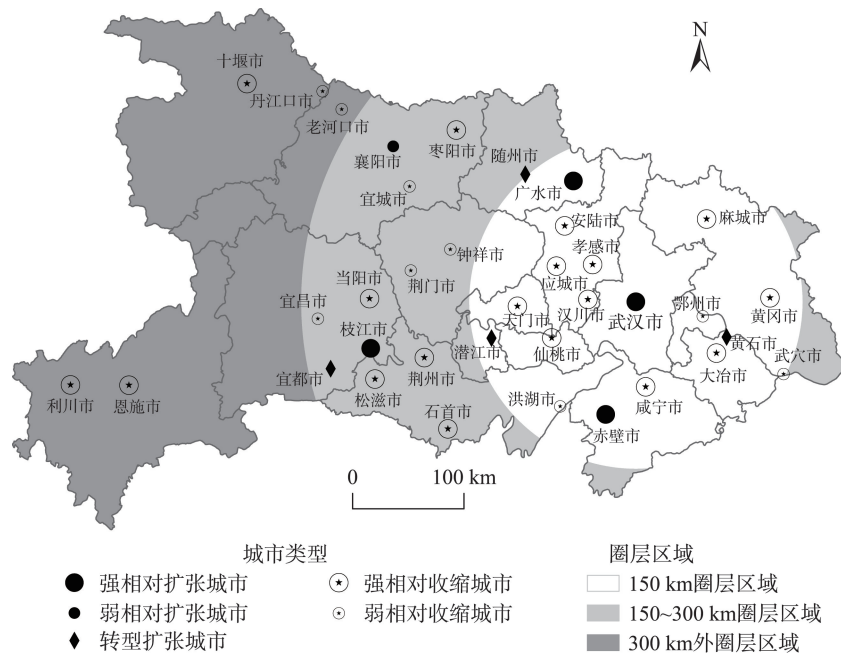 N
十堰市
丹江口市
老河口市
枣阳市
襄阳市
随州市
宜城市
广水市
安陆市
麻城市
孝感市
钟祥市
荆门市
应城市
当阳市
宜昌市
天门市
汉川市
武汉市
鄂州市
黄冈市
枝江市
潜江市
仙桃市
黄石市
武穴市
大冶市
宜都市
荆州市
松滋市
利川市
恩施市
石首市
洪湖市
咸宁市
赤壁市
0 100 km
城市类型
强相对扩张城市
强相对收缩城市
弱相对扩张城市
弱相对收缩城市
转型扩张城市
圈层区域
150 km圈层区域
150~300 km圈层区域
300 km外圈层区域